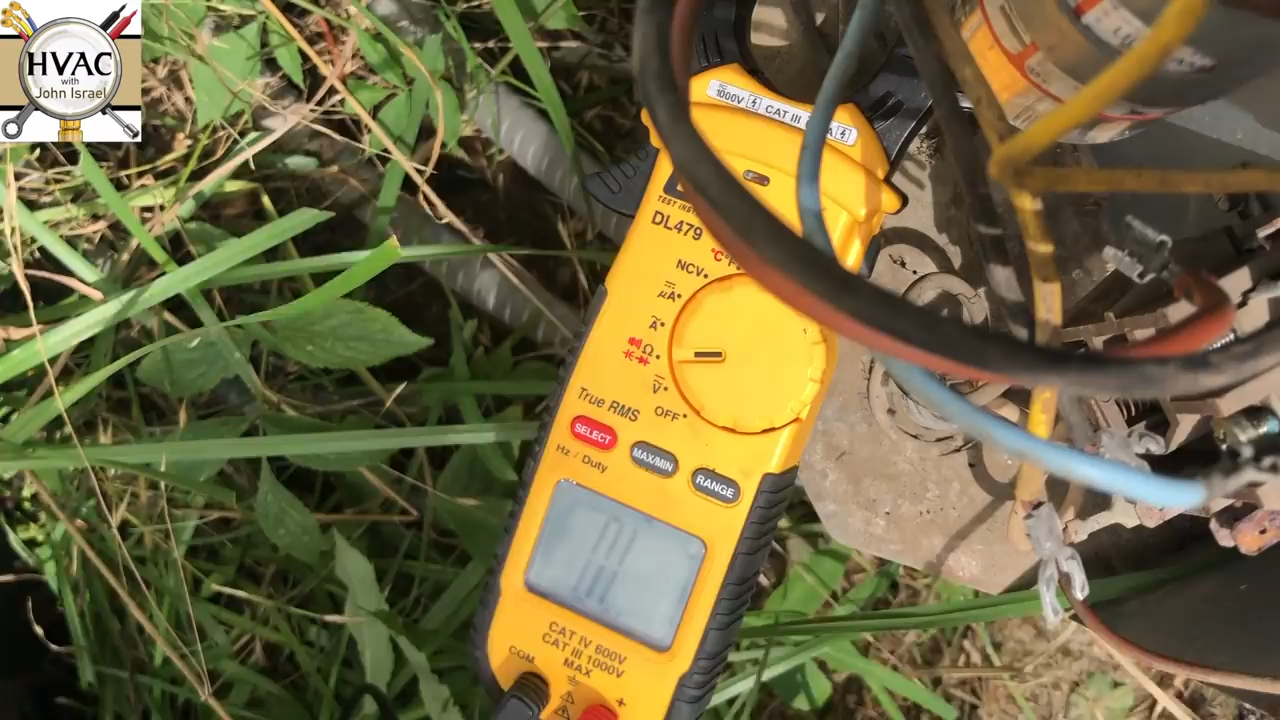 HVAC
with
John Israel
1000V CAT III
TEST INS
DL479
°C°F
NCV
µA
A
Ω
V
OFF
True RMS
SELECT
Hz / Duty
MAX/MIN
RANGE
CAT IV 600V
CAT III 1000V
MAX
COM
+